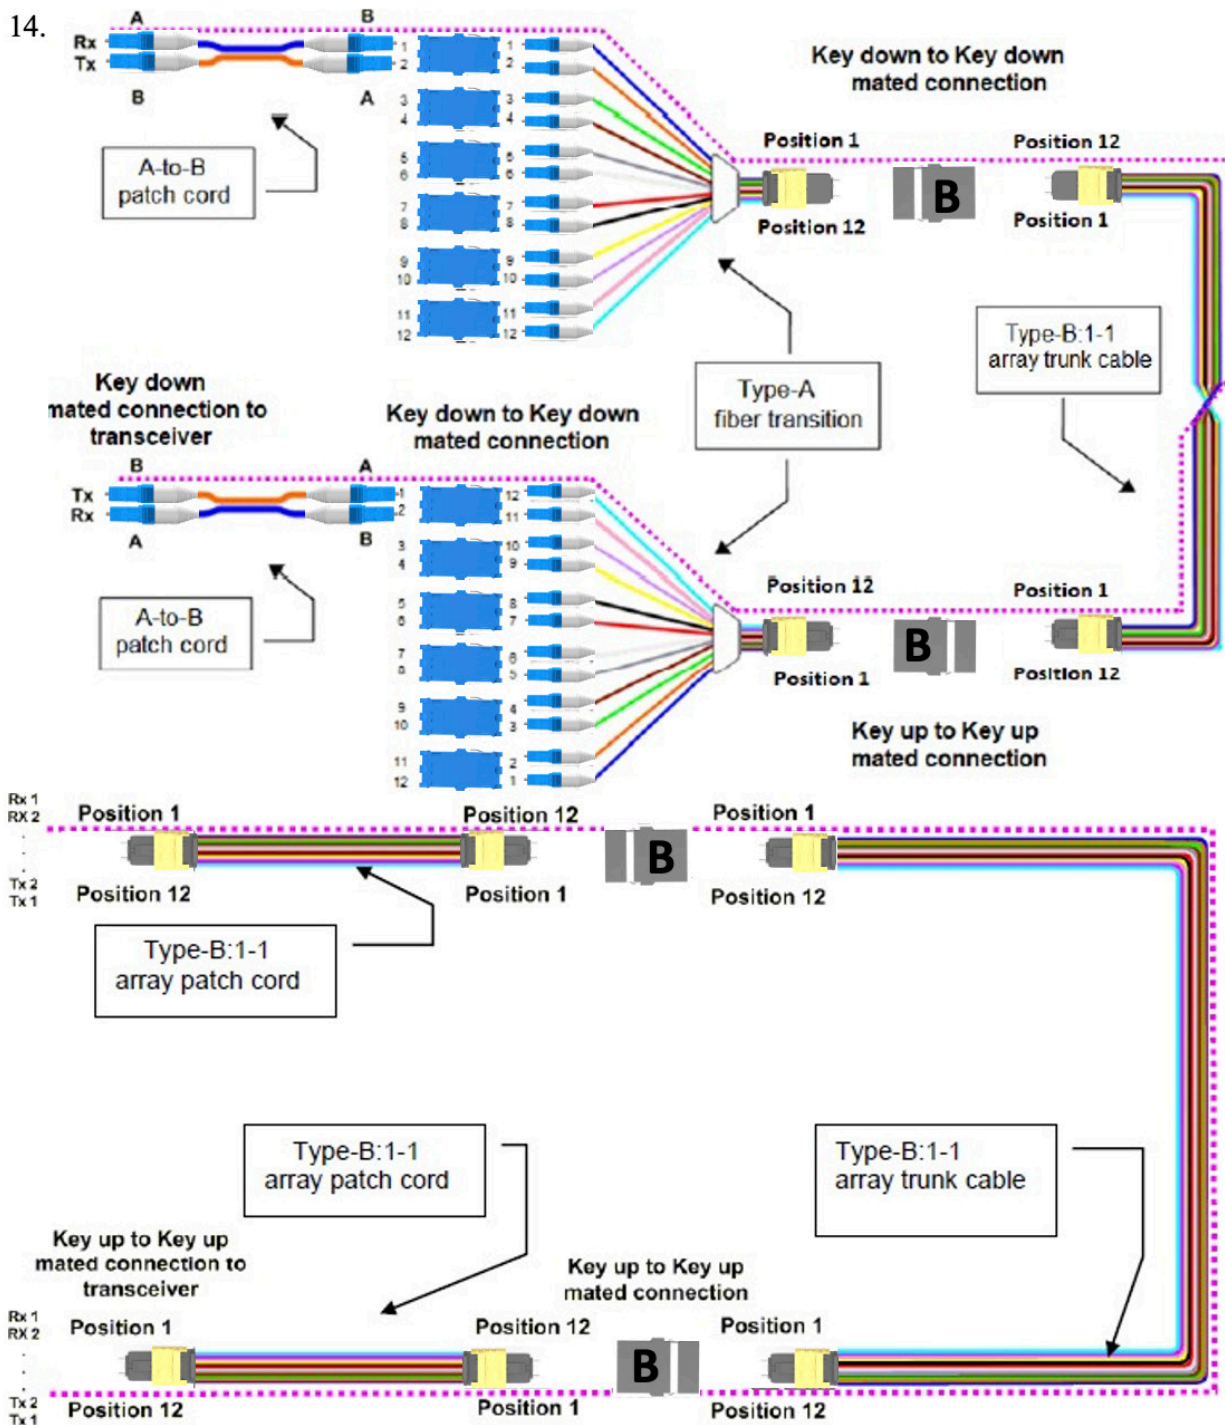 14.
A
B
Rx
Tx
B
A
1
2
3
4
5
6
7
8
9
10
11
12
1
2
3
4
5
6
7
8
9
10
11
12
A-to-B
patch cord
Key down to Key down
mated connection
Position 1
Position 12
B
Position 12
Position 1
Type-B:1-1
array trunk cable
Type-A
fiber transition
Key down
mated connection to
transceiver
Key down to Key down
mated connection
B
A
Tx
Rx
A
B
1
2
3
4
5
6
7
8
9
10
11
12
12
11
10
9
8
7
6
5
4
3
2
1
A-to-B
patch cord
Position 12
Position 1
B
Position 1
Position 12
Key up to Key up
mated connection
Rx 1
RX 2
.
.
Tx 2
Tx 1
Position 1
Position 12
Position 1
B
Position 12
Position 1
Position 12
Type-B:1-1
array patch cord
Type-B:1-1
array patch cord
Type-B:1-1
array trunk cable
Key up to Key up
mated connection to
transceiver
Key up to Key up
mated connection
Rx 1
RX 2
.
.
Tx 2
Tx 1
Position 1
Position 12
Position 1
B
Position 12
Position 1
Position 12